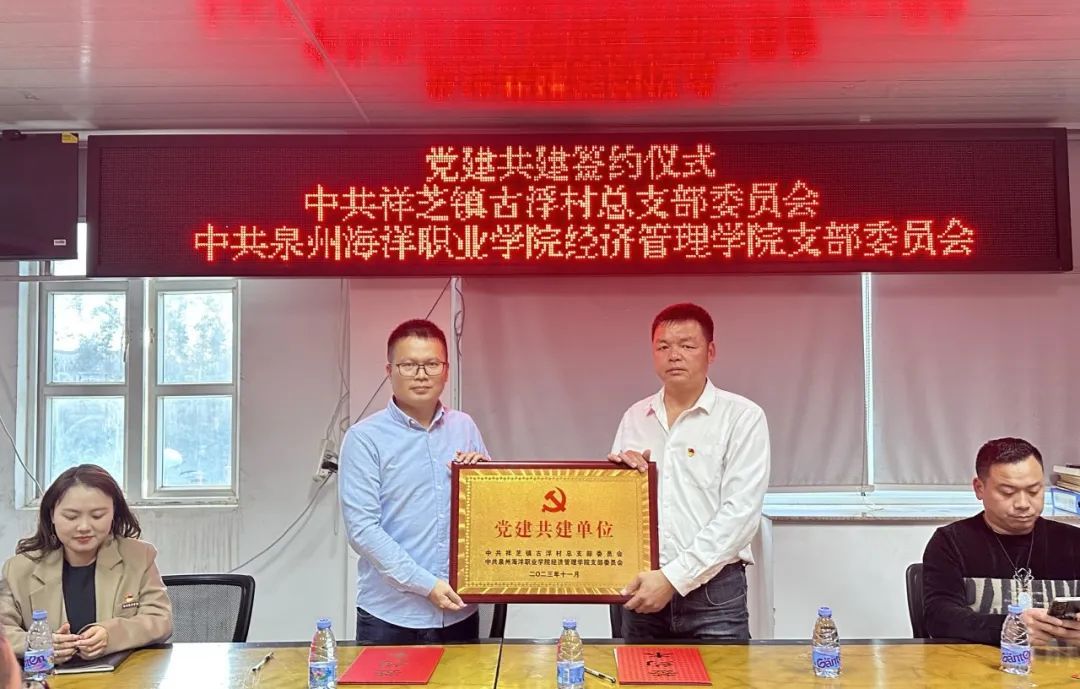 党建共建签约仪式
中共祥芝镇古浮村总支部委员会
中共泉州海洋职业学院经济管理学院支部委员会
党建共建单位
中共祥芝镇古浮村总支部委员会
中共泉州海洋职业学院经济管理学院支部委员会
二〇二三年十一月